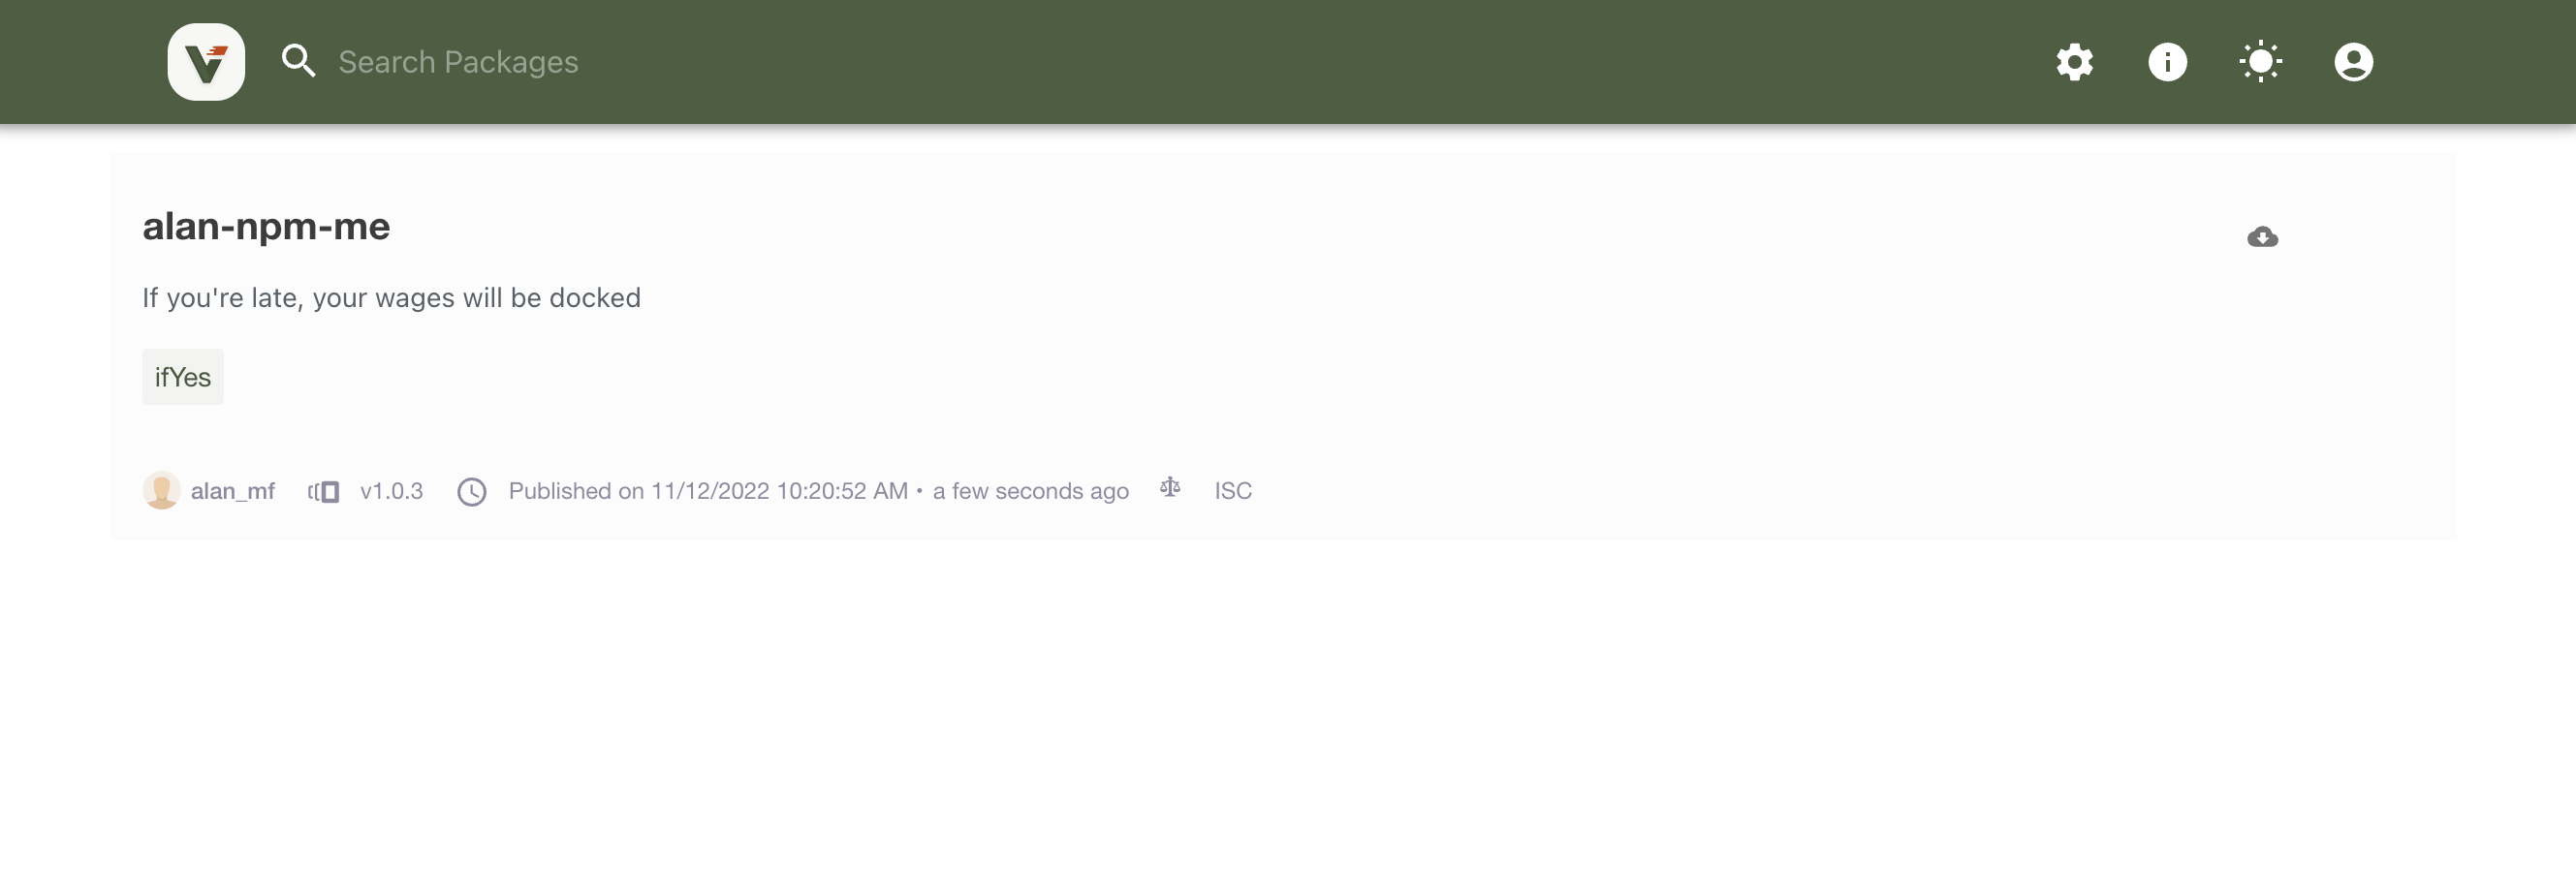 Search Packages
alan-npm-me
If you're late, your wages will be docked
ifYes
alan_mf v1.0.3 Published on 11/12/2022 10:20:52 AM • a few seconds ago ISC